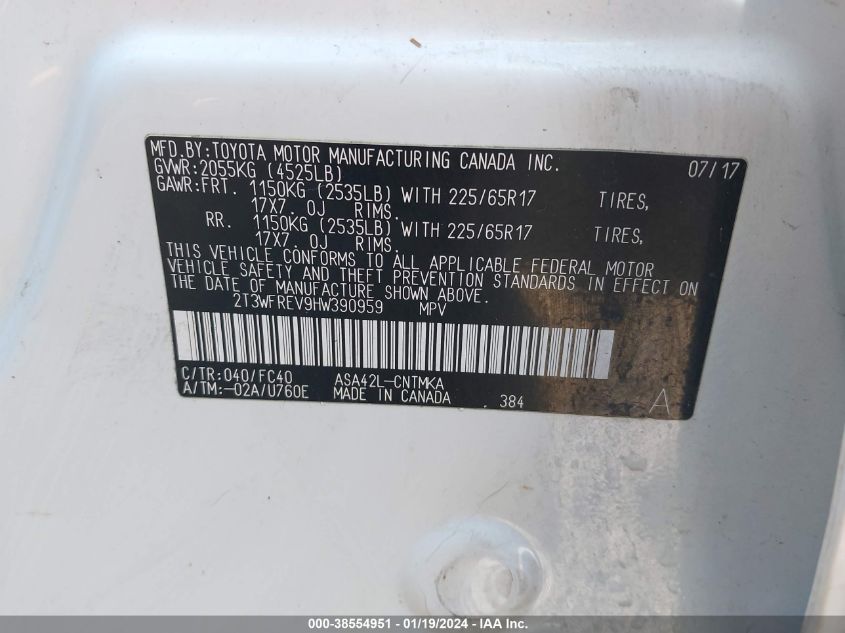 MFD.BY:TOYOTA MOTOR MANUFACTURING CANADA INC. 07/17
GVWR:2055KG (4525LB)
GAWR:FRT. 1150KG (2535LB) WITH 225/65R17 TIRES,
17X7.0J RIMS.
RR. 1150KG (2535LB) WITH 225/65R17 TIRES,
17X7.0J RIMS.
THIS VEHICLE CONFORMS TO ALL APPLICABLE FEDERAL MOTOR
VEHICLE SAFETY AND THEFT PREVENTION STANDARDS IN EFFECT ON
THE DATE OF MANUFACTURE SHOWN ABOVE.
2T3WFREV9HW390959 MPV
C/TR:040/FC40 ASA42L-CNTMKA
A/TM:-02A/U760E MADE IN CANADA . 384 A
000-38554951 - 01/19/2024 - IAA Inc.